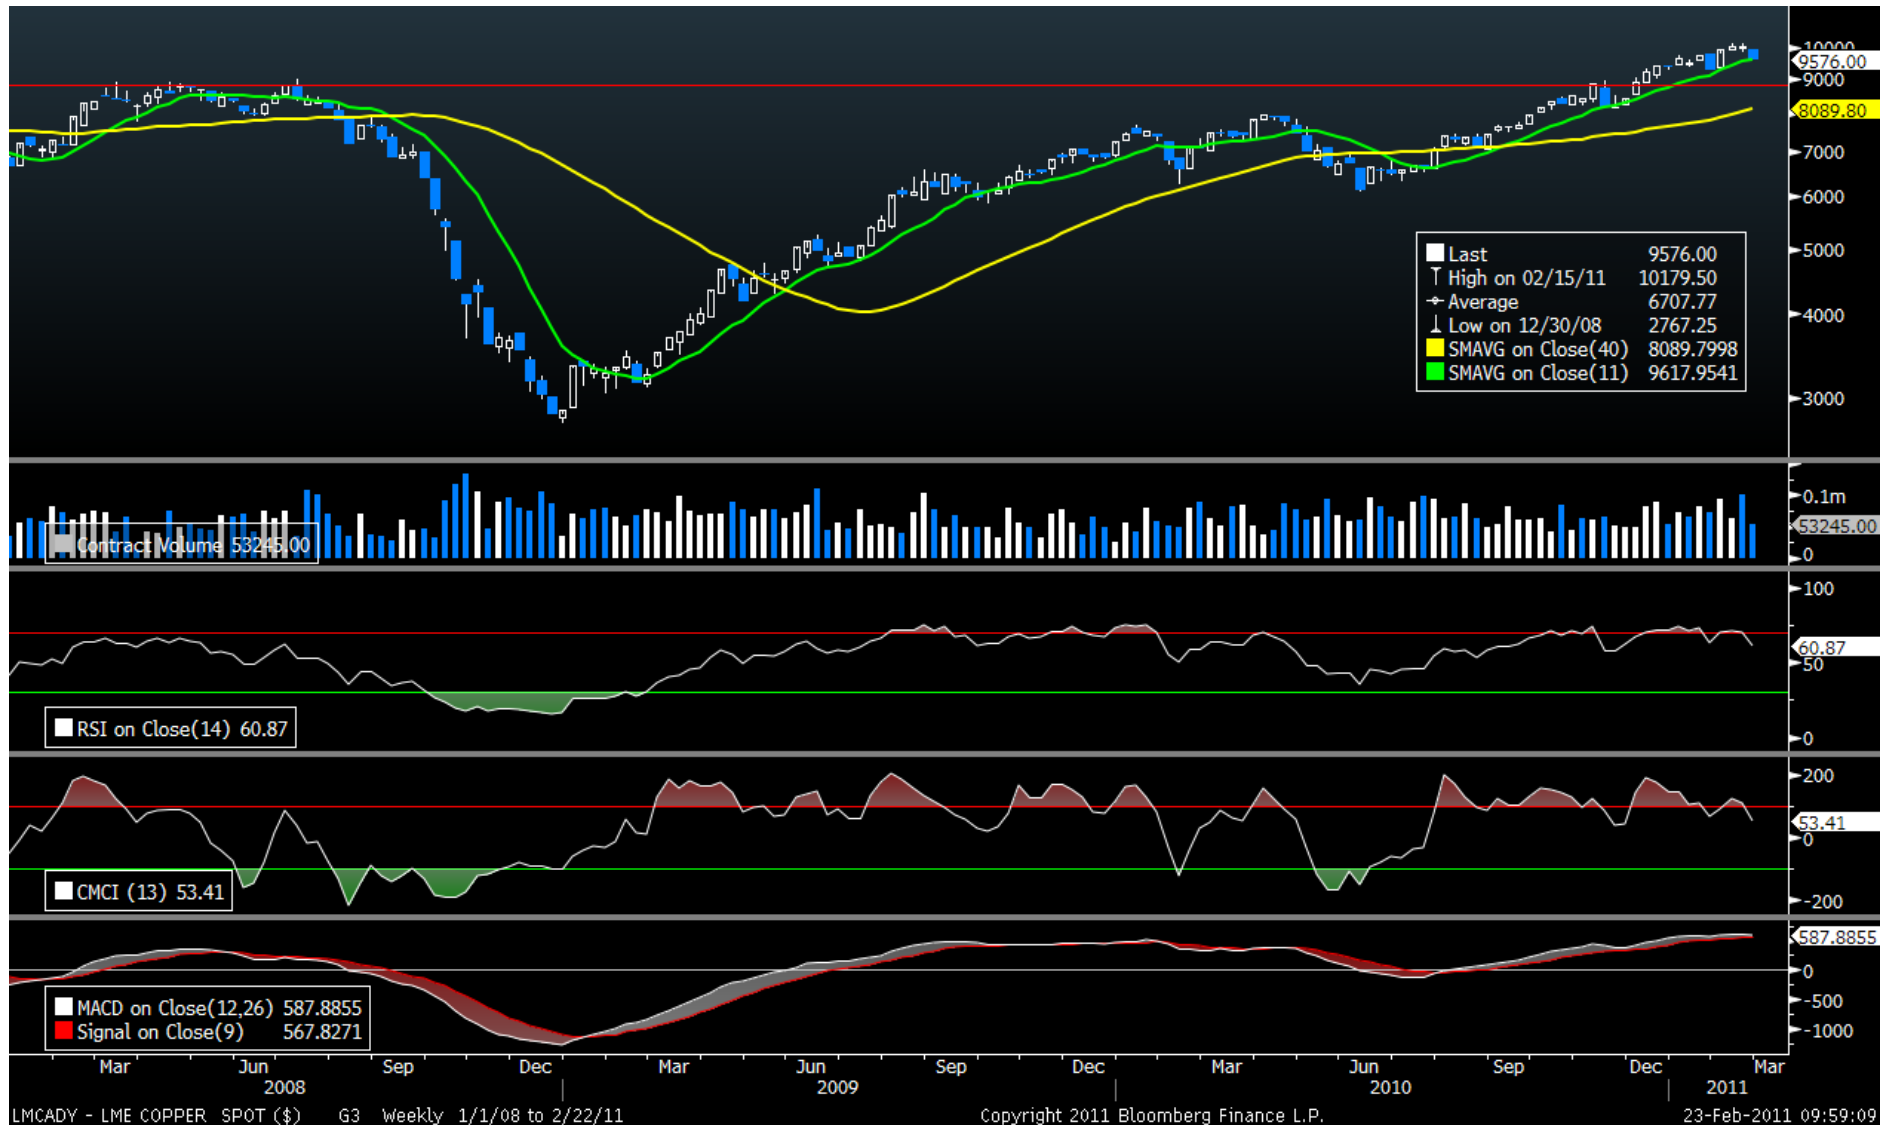 10000
9576.00
9000
8089.80
7000
6000
5000
4000
3000
Last 9576.00
High on 02/15/11 10179.50
Average 6707.77
Low on 12/30/08 2767.25
SMAVG on Close(40) 8089.7998
SMAVG on Close(11) 9617.9541
0.1m
53245.00
0
Contract Volume 53245.00
100
60.87
50
0
RSI on Close(14) 60.87
200
53.41
0
-200
CMCI (13) 53.41
587.8855
0
-500
-1000
MACD on Close(12,26) 587.8855
Signal on Close(9) 567.8271
Mar Jun Sep Dec Mar Jun Sep Dec Mar Jun Sep Dec Mar
2008 2009 2010 2011
LMCADY - LME COPPER SPOT ($) G3 Weekly 1/1/08 to 2/22/11 Copyright 2011 Bloomberg Finance L.P. 23-Feb-2011 09:59:09